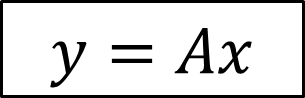 y = Ax